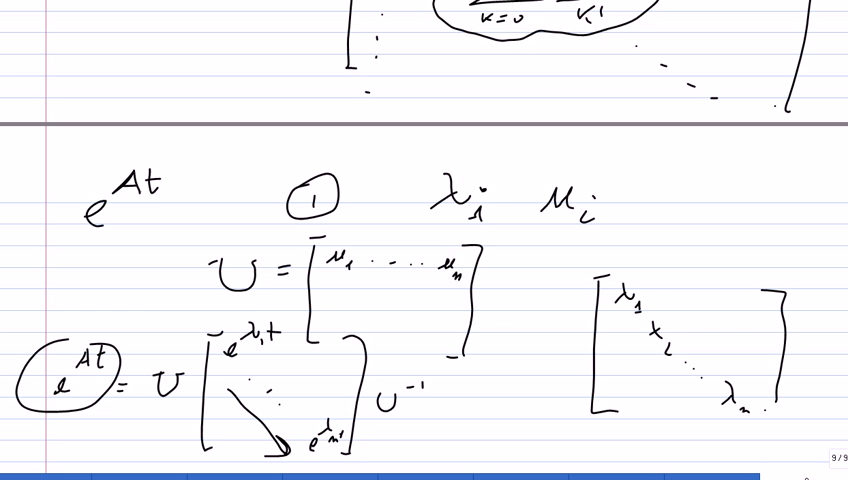 k=0 k!
e^{At} ① λ_i u_i
U = [u_1 . - - .. u_n]
[λ_1 λ_2 ... λ_n]
e^{At} = U [e^{λ_1 t} ... e^{λ_n t}] U^{-1}
9/9